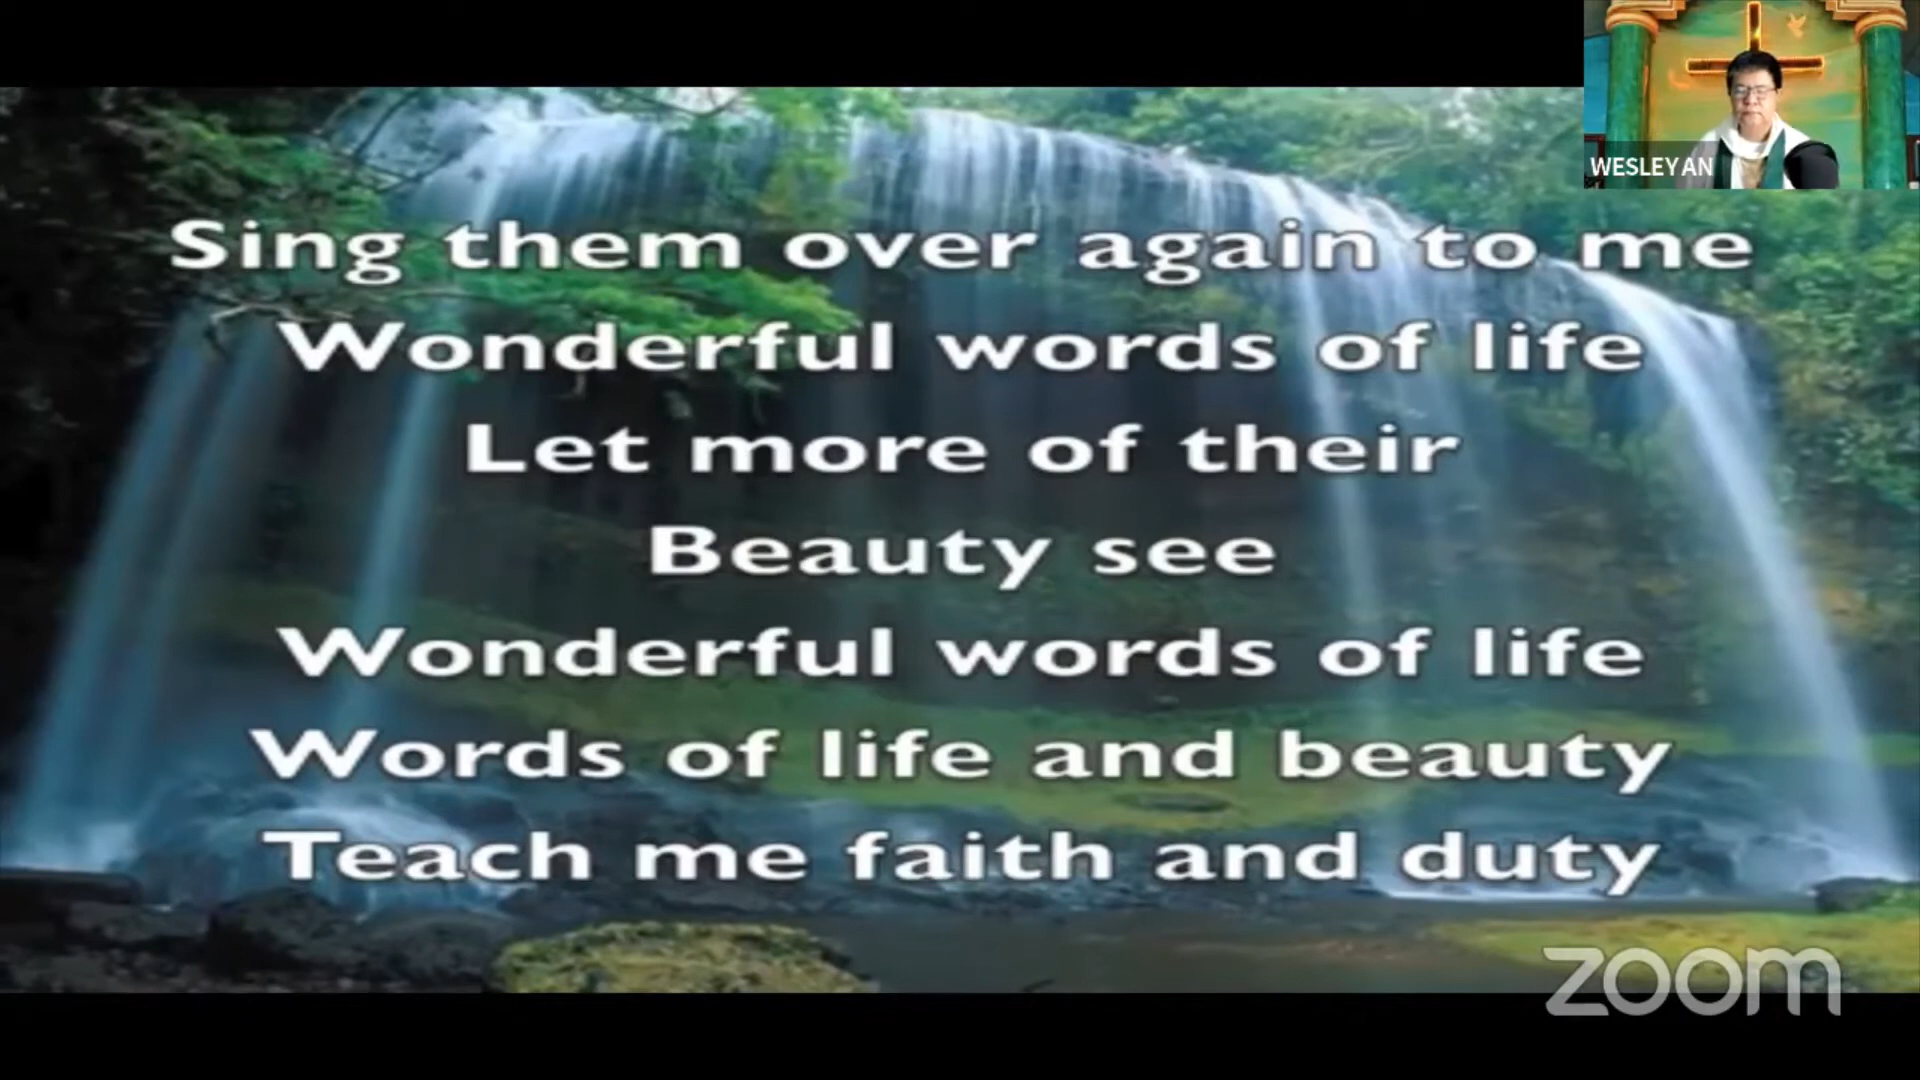 WESLEYAN
Sing them over again to me
Wonderful words of life
Let more of their
Beauty see
Wonderful words of life
Words of life and beauty
Teach me faith and duty
zoom